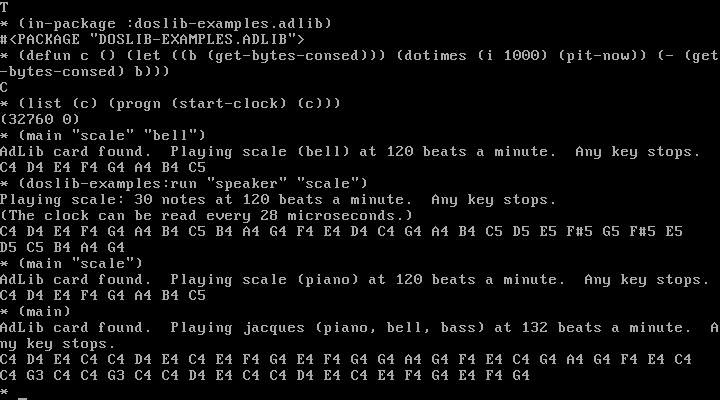 T
* (in-package :doslib-examples.adlib)
#<PACKAGE "DOSLIB-EXAMPLES.ADLIB">
* (defun c () (let ((b (get-bytes-consed))) (dotimes (i 1000) (pit-now)) (- (get
-bytes-consed) b)))
C
* (list (c) (progn (start-clock) (c)))
(32760 0)
* (main "scale" "bell")
AdLib card found.  Playing scale (bell) at 120 beats a minute.  Any key stops.
C4 D4 E4 F4 G4 A4 B4 C5
* (doslib-examples:run "speaker" "scale")
Playing scale: 30 notes at 120 beats a minute.  Any key stops.
(The clock can be read every 28 microseconds.)
C4 D4 E4 F4 G4 A4 B4 C5 B4 A4 G4 F4 E4 D4 C4 G4 A4 B4 C5 D5 E5 F#5 G5 F#5 E5
D5 C5 B4 A4 G4
* (main "scale")
AdLib card found.  Playing scale (piano) at 120 beats a minute.  Any key stops.
C4 D4 E4 F4 G4 A4 B4 C5
* (main)
AdLib card found.  Playing jacques (piano, bell, bass) at 132 beats a minute.  A
ny key stops.
C4 D4 E4 C4 C4 D4 E4 C4 E4 F4 G4 E4 F4 G4 G4 A4 G4 F4 E4 C4 G4 A4 G4 F4 E4 C4
C4 G3 C4 C4 G3 C4 C4 D4 E4 C4 C4 D4 E4 C4 E4 F4 G4 E4 F4 G4
* _